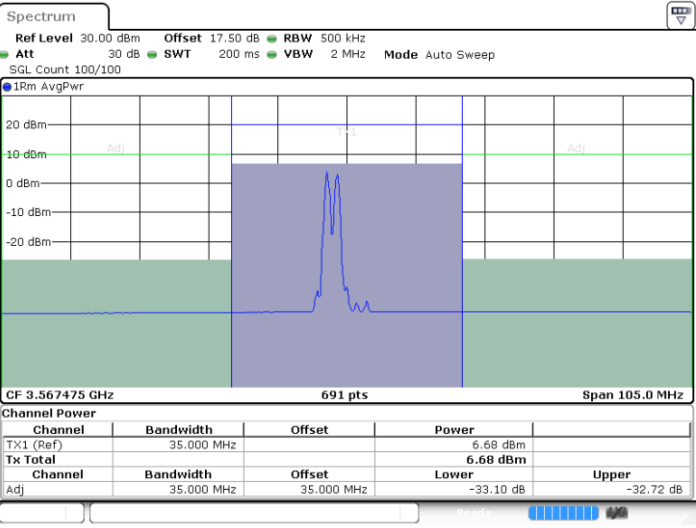 Spectrum
Ref Level 30.00 dBm Offset 17.50 dB RBW 500 kHz
Att 30 dB SWT 200 ms VBW 2 MHz Mode Auto Sweep
SGL Count 100/100
1Rm AvgPwr
20 dBm
TX1
Adj Adj
10 dBm
0 dBm
-10 dBm
-20 dBm
CF 3.567475 GHz 691 pts Span 105.0 MHz
Channel Power
Channel Bandwidth Offset Power
TX1 (Ref) 35.000 MHz 6.68 dBm
Tx Total 6.68 dBm
Channel Bandwidth Offset Lower Upper
Adj 35.000 MHz 35.000 MHz -33.10 dB -32.72 dB
Ready